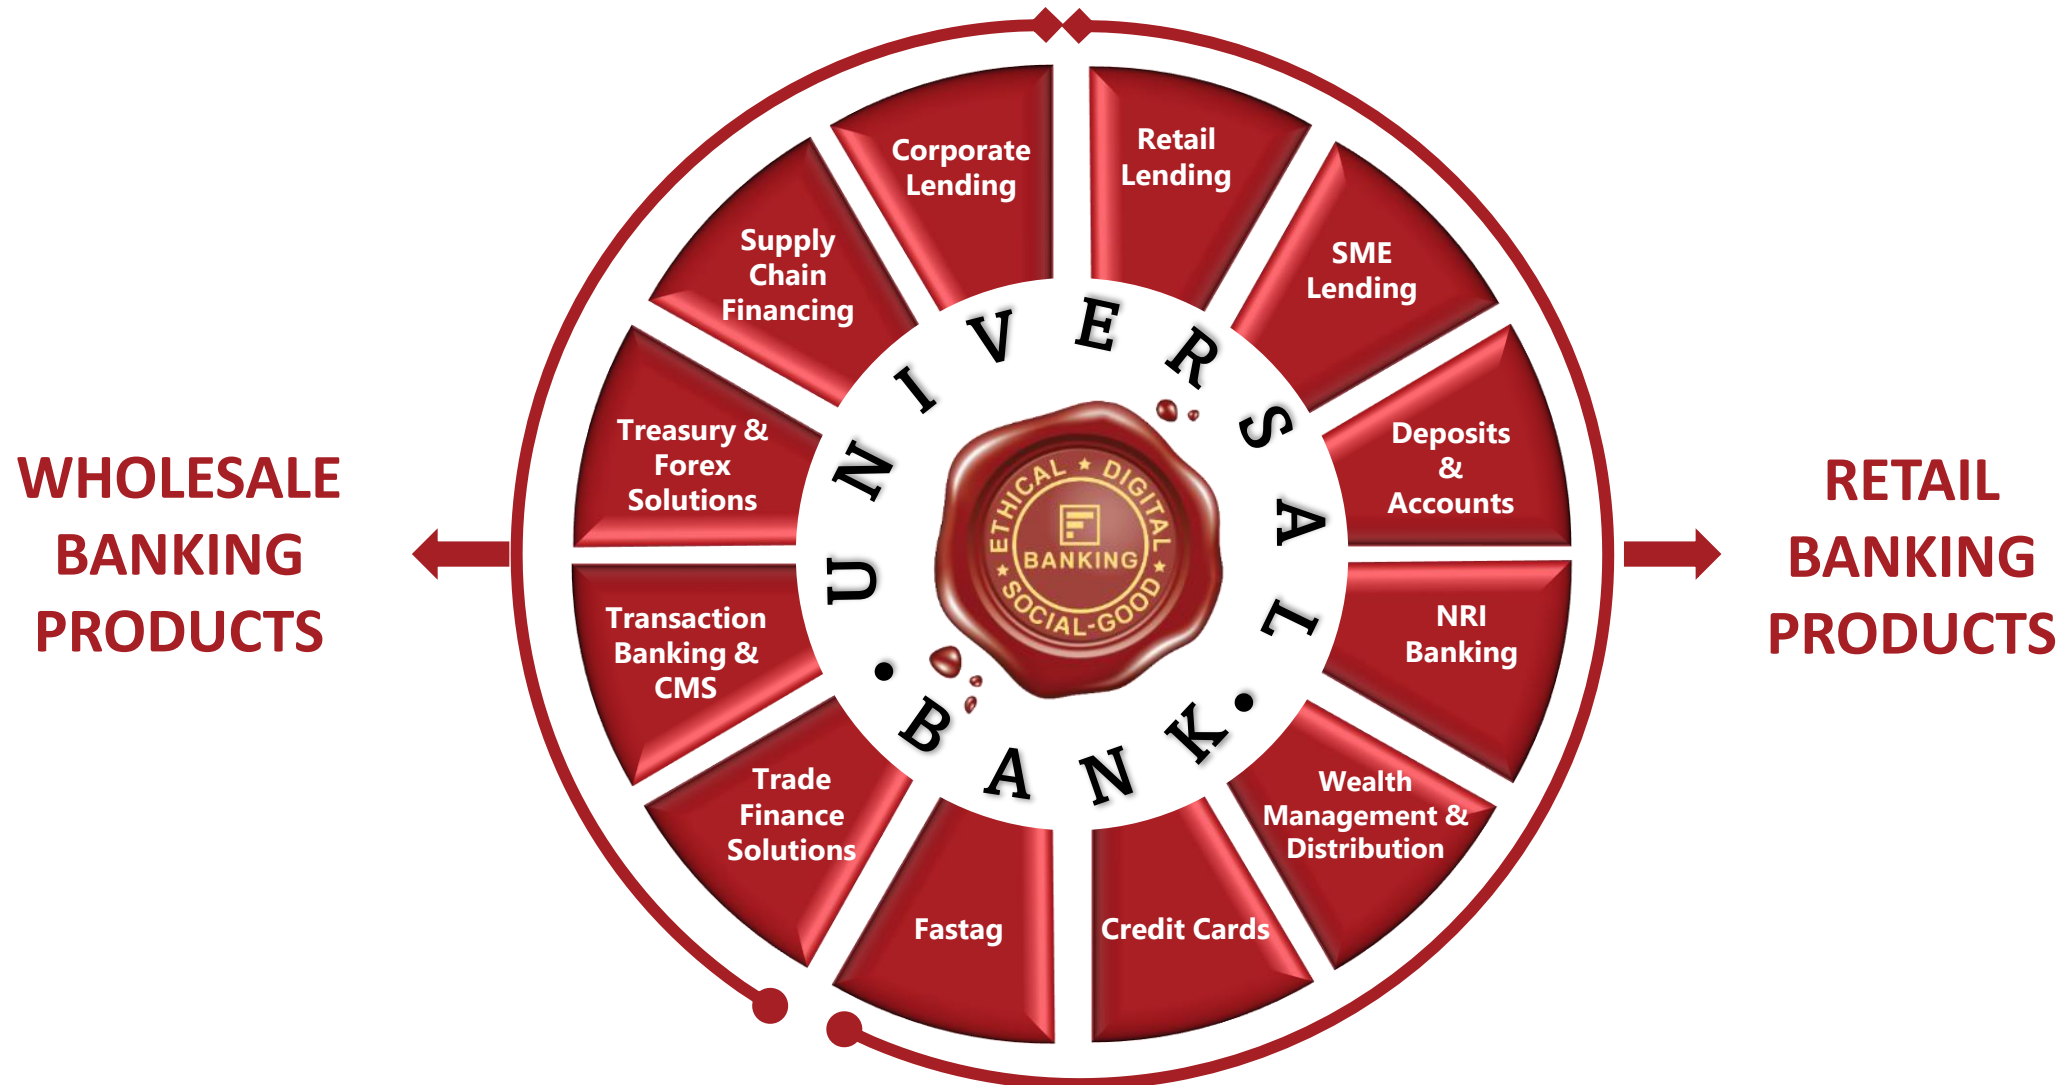 WHOLESALE
BANKING
PRODUCTS
Corporate
Lending
Supply
Chain
Financing
Treasury &
Forex
Solutions
Transaction
Banking &
CMS
Trade
Finance
Solutions
Retail
Lending
SME
Lending
Deposits
&
Accounts
NRI
Banking
Wealth
Management &
Distribution
Credit Cards
Fastag
UNIVERSAL
• BANK •
ETHICAL ★ DIGITAL ★ SOCIAL-GOOD ★
BANKING
RETAIL
BANKING
PRODUCTS